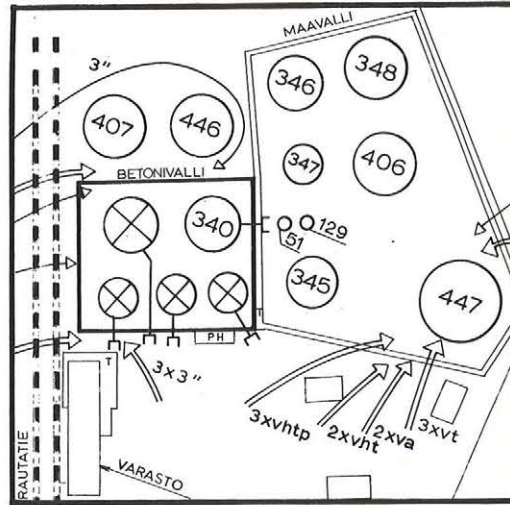 MAAVALLI
3"
346
348
407
446
347
406
BETONIVALLI
340
51
129
345
447
T
PH
T
3x3"
3xvhtp
2xvht
2xva
3xvt
RAUTATIE
VARASTO